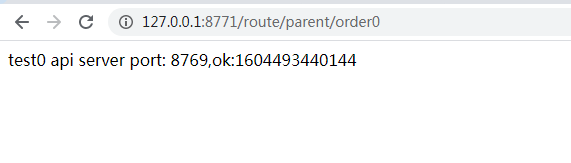 127.0.0.1:8771/route/parent/order0
test0 api server port: 8769,ok:1604493440144